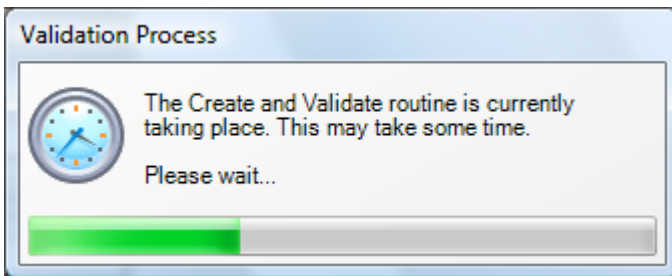 Validation Process
The Create and Validate routine is currently
taking place. This may take some time.
Please wait...